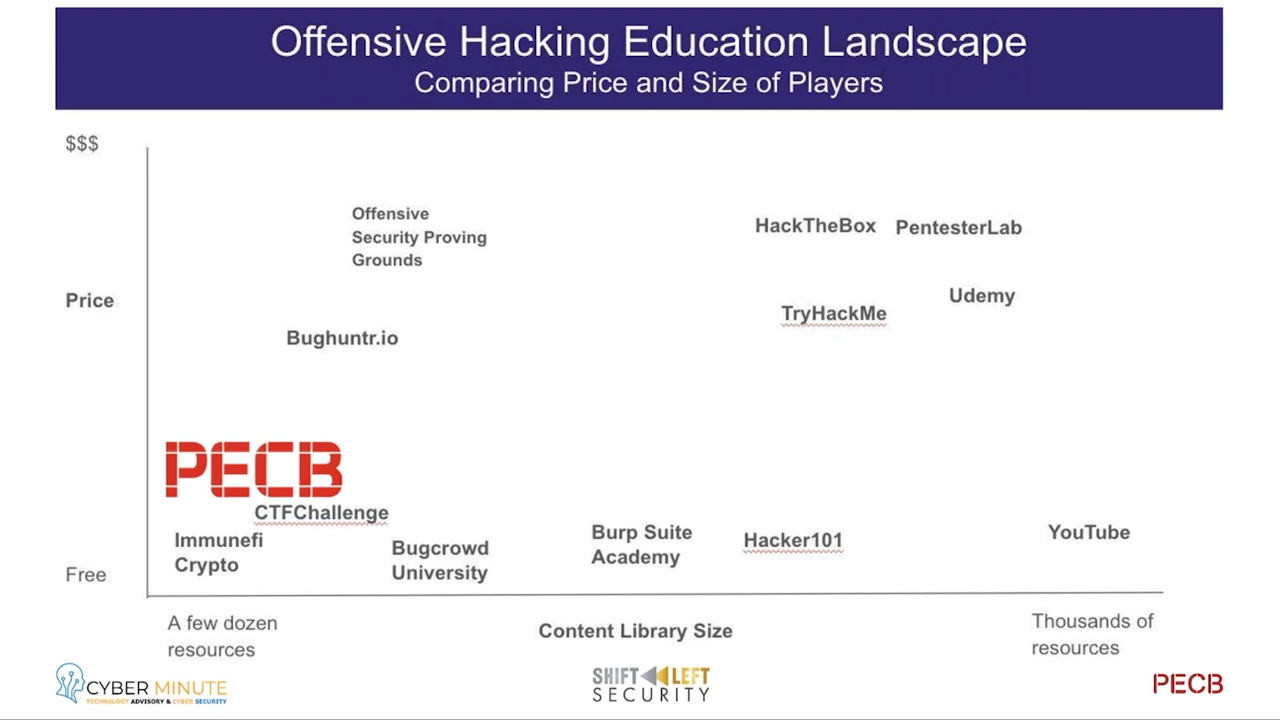 Offensive Hacking Education Landscape
Comparing Price and Size of Players
$$$
Offensive
Security Proving
Grounds
HackTheBox
PentesterLab
Price
Udemy
TryHackMe
Bughuntr.io
PECB
CTFChallenge
Immunefi
Crypto
Bugcrowd
University
Burp Suite
Academy
Hacker101
YouTube
Free
A few dozen
resources
Content Library Size
Thousands of
resources
CYBER MINUTE
TECHNOLOGY ADVISORY & CYBER SECURITY
SHIFT LEFT
SECURITY
PECB